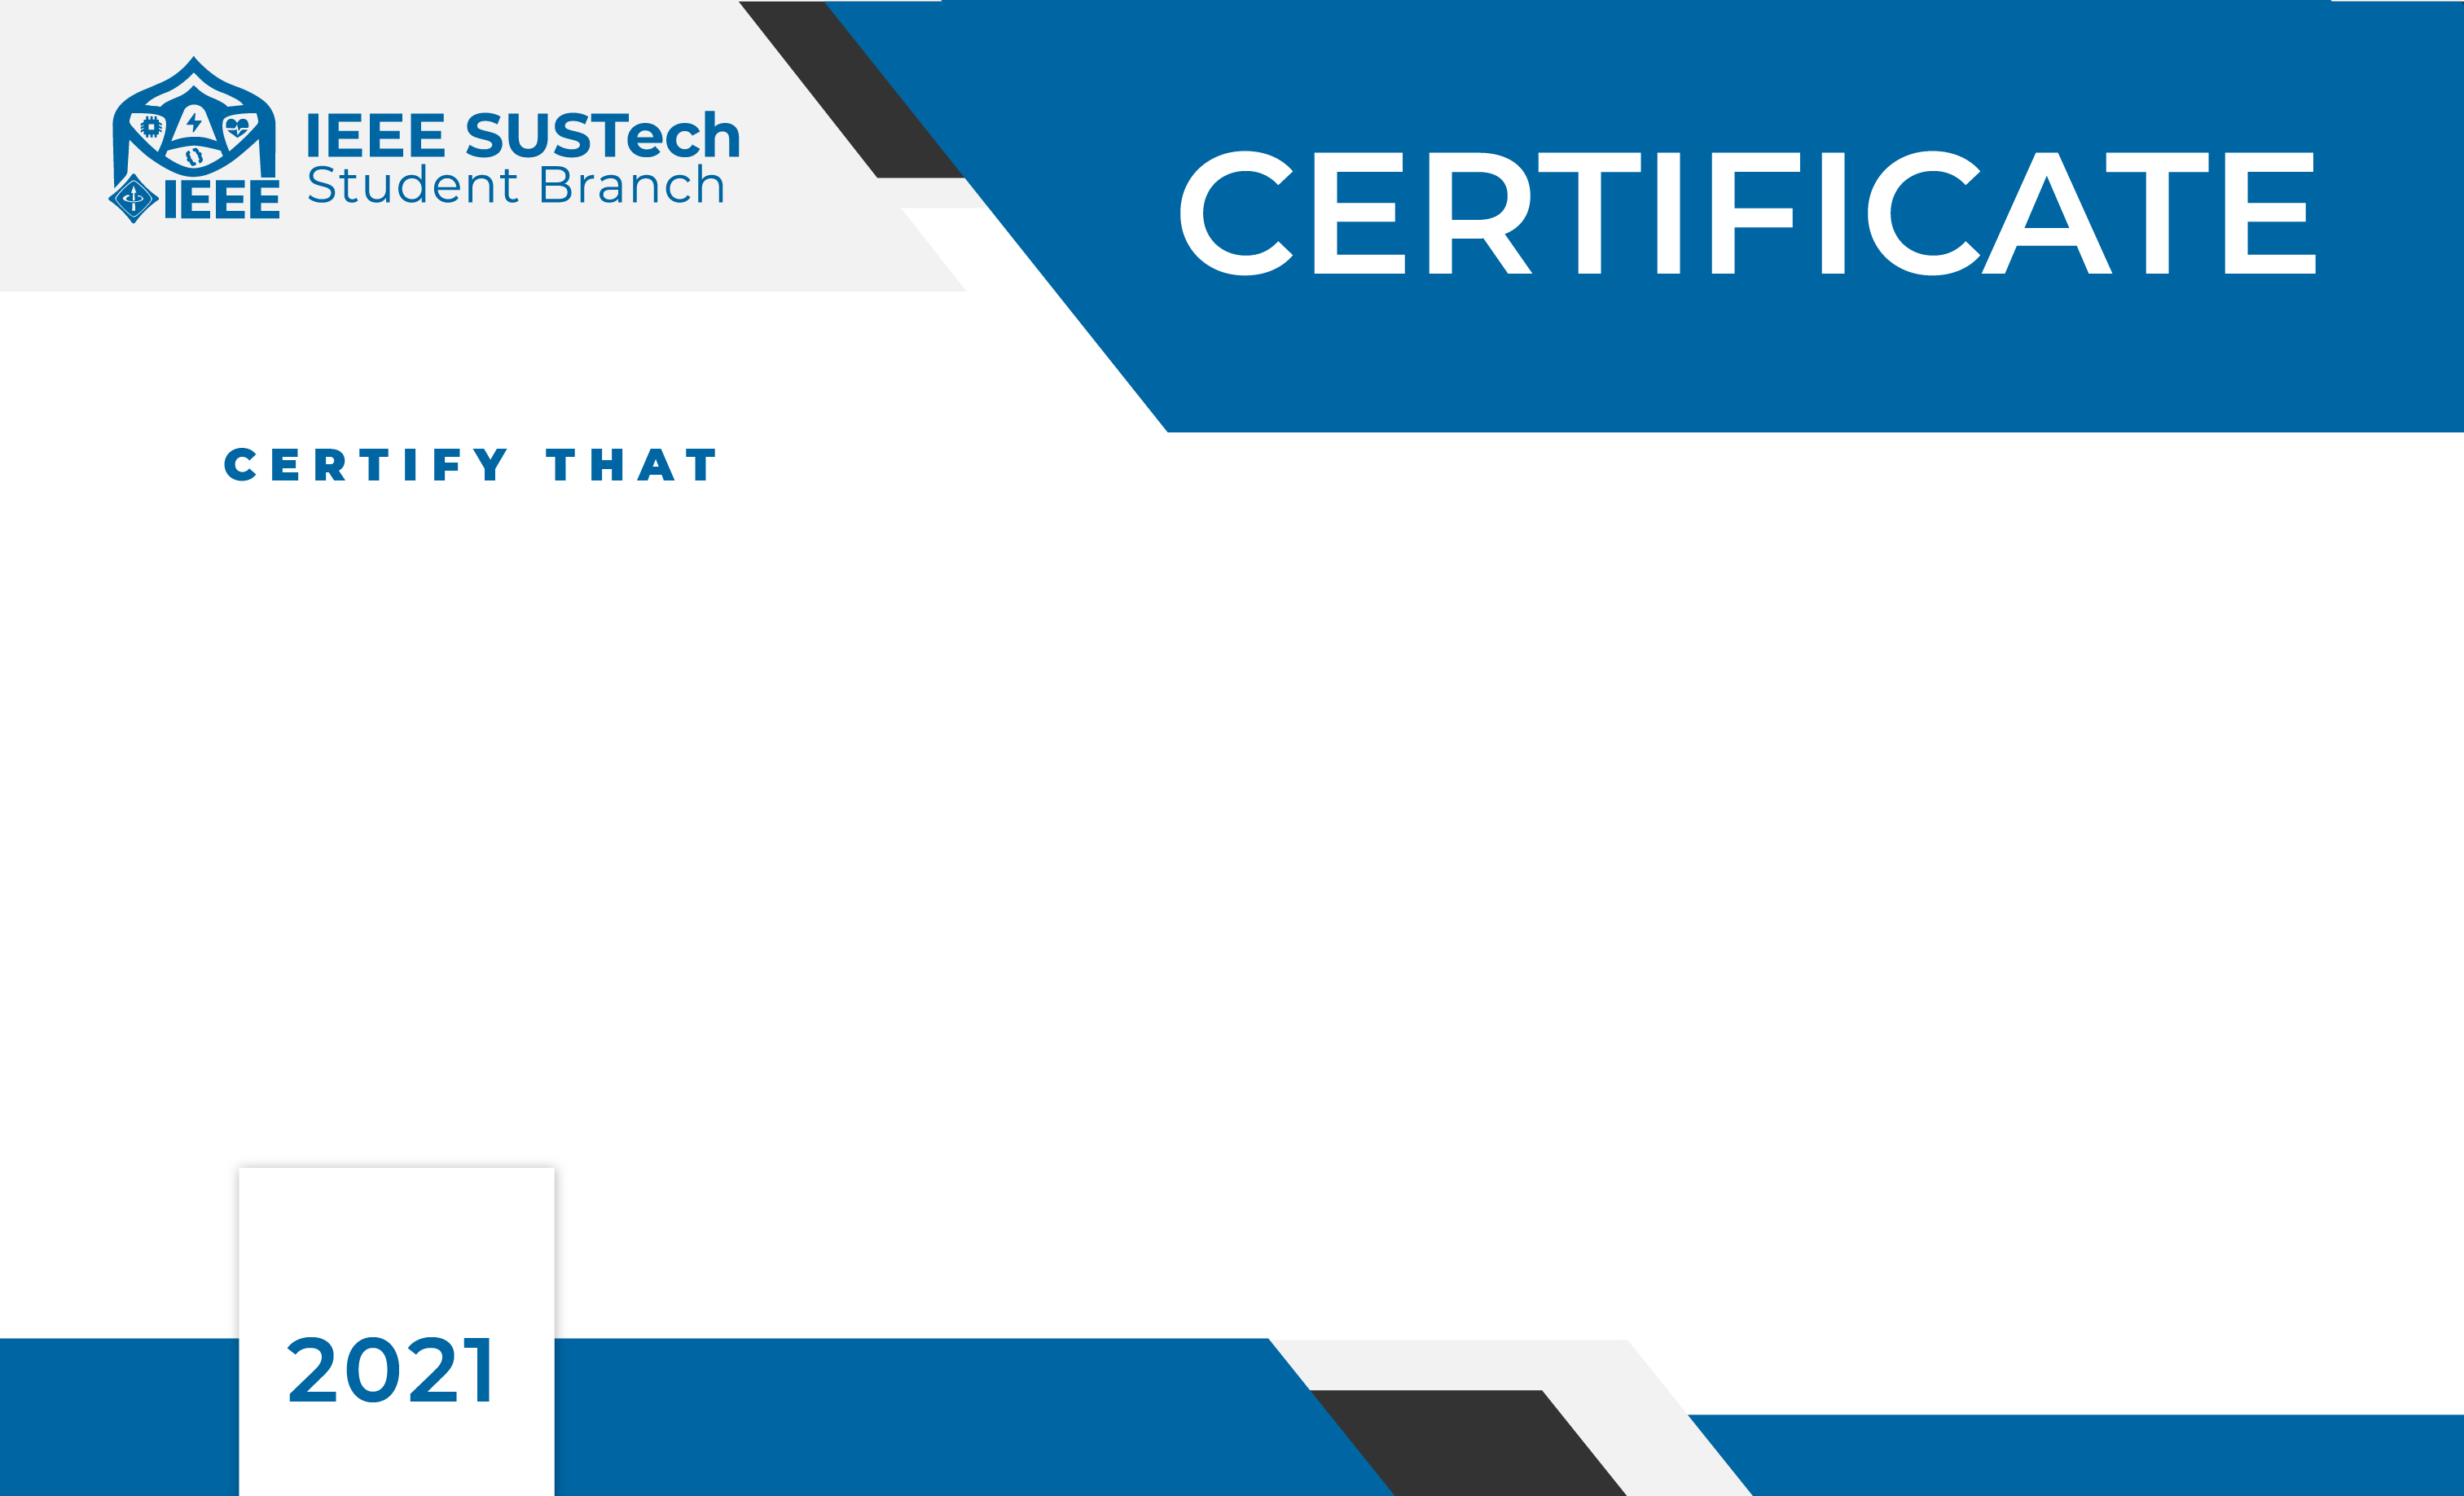 IEEE SUSTech
Student Branch
IEEE
CERTIFICATE
CERTIFY THAT
2021